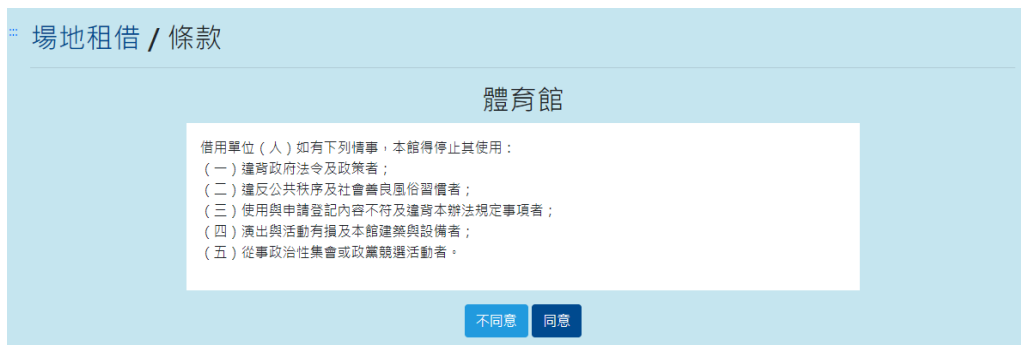 :::
場地租借 / 條款
體育館
借用單位(人)如有下列情事,本館得停止其使用:
(一)違背政府法令及政策者;
(二)違反公共秩序及社會善良風俗習慣者;
(三)使用與申請登記內容不符及違背本辦法規定事項者;
(四)演出與活動有損及本館建築與設備者;
(五)從事政治性集會或政黨競選活動者。
不同意 同意